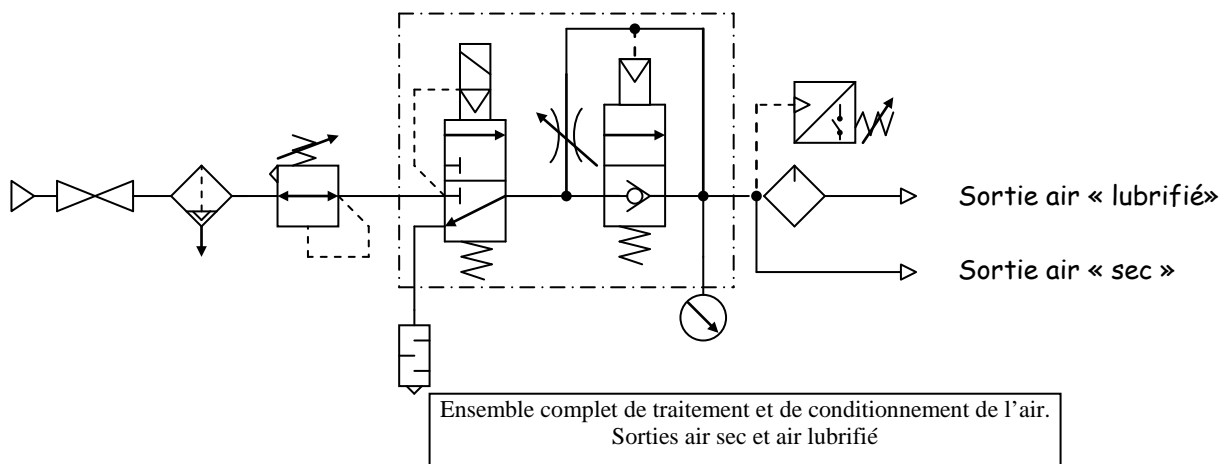 Sortie air « lubrifié»
Sortie air « sec »
Ensemble complet de traitement et de conditionnement de l’air.
Sorties air sec et air lubrifié